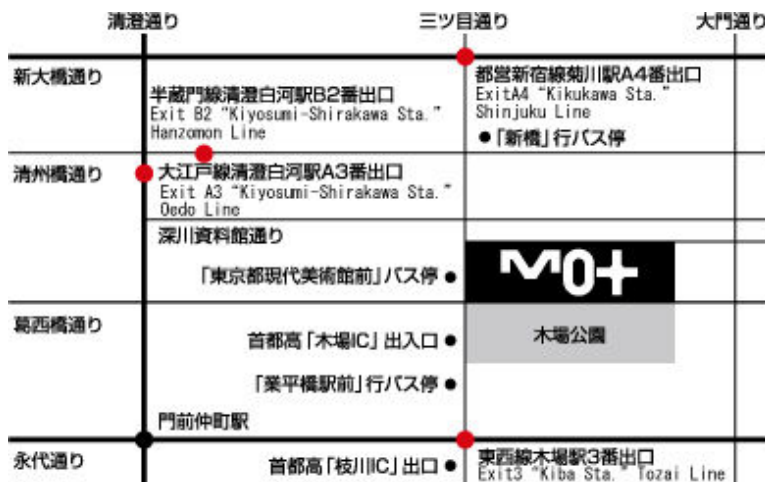 清澄通り
三ツ目通り
大門通り
新大橋通り
半蔵門線清澄白河駅B2番出口
Exit B2 “Kiyosumi-Shirakawa Sta.”
Hanzomon Line
都営新宿線菊川駅A4番出口
ExitA4 “Kikukawa Sta.”
Shinjuku Line
●「新橋」行バス停
清州橋通り
大江戸線清澄白河駅A3番出口
Exit A3 “Kiyosumi-Shirakawa Sta.”
Oedo Line
深川資料館通り
「東京都現代美術館前」バス停 ●
MO+
葛西橋通り
首都高「木場IC」出入口 ●
木場公園
「業平橋駅前」行バス停 ●
門前仲町駅
永代通り
首都高「枝川IC」出口 ●
東西線木場駅3番出口
Exit3 “Kiba Sta.” Tozai Line